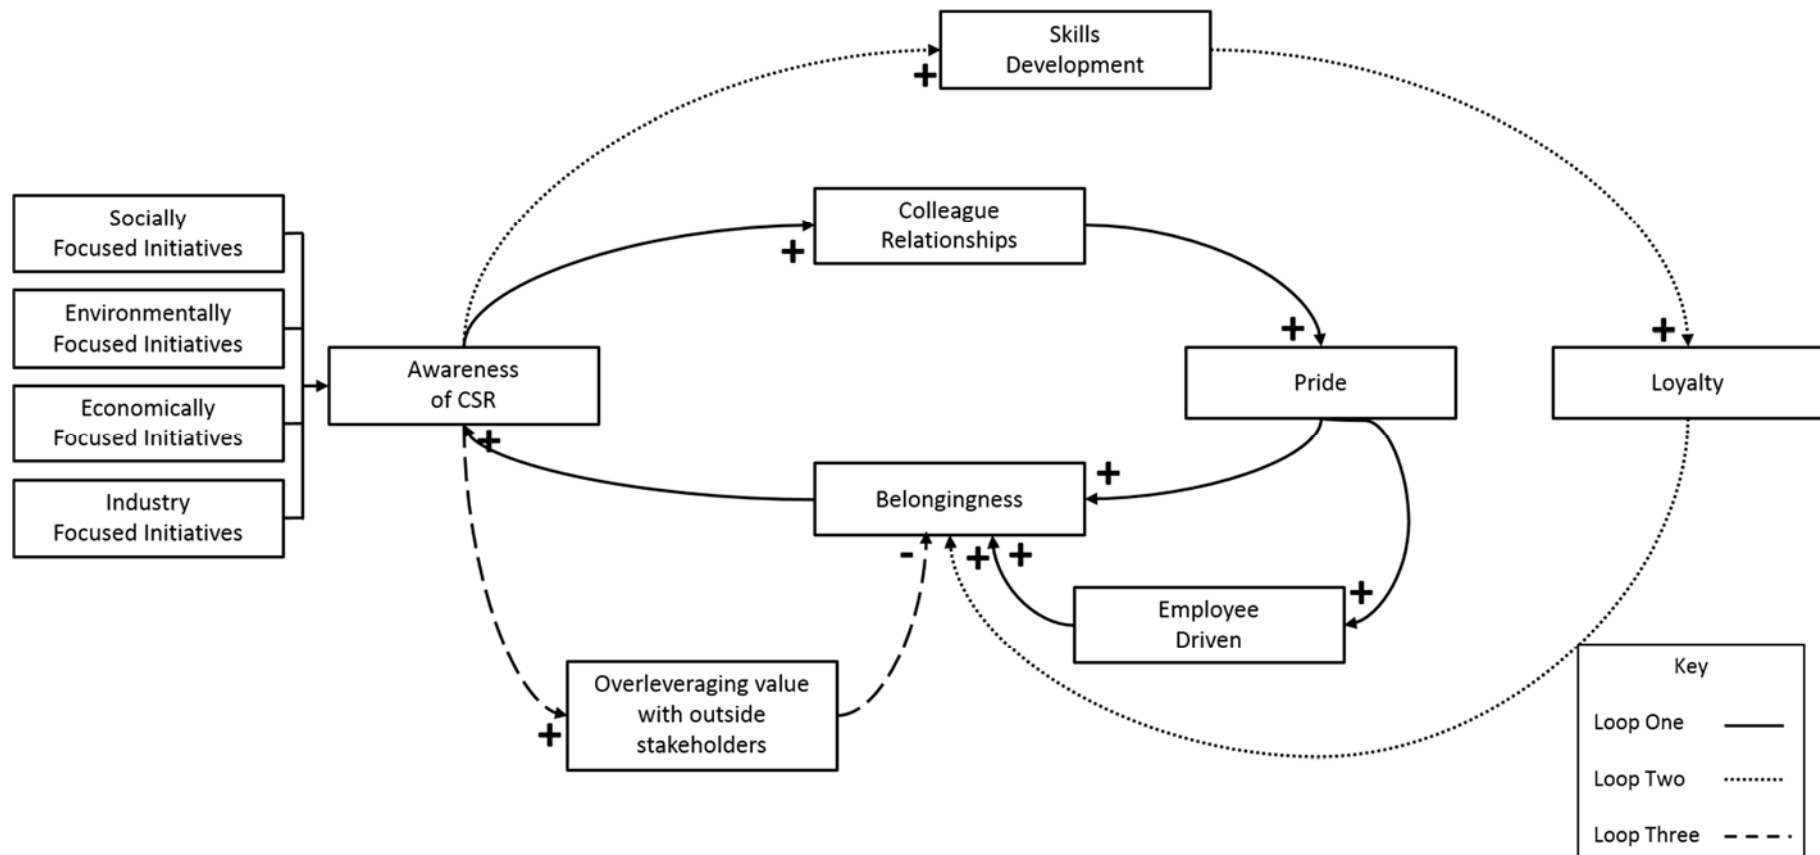 Skills
Development
Colleague
Relationships
Socially
Focused Initiatives
Environmentally
Focused Initiatives
Economically
Focused Initiatives
Industry
Focused Initiatives
Awareness
of CSR
Pride
Loyalty
Belongingness
Employee
Driven
Overleveraging value
with outside
stakeholders
+
+
+
+
+
+
-
+
+
+
+
Key
Loop One
Loop Two
Loop Three